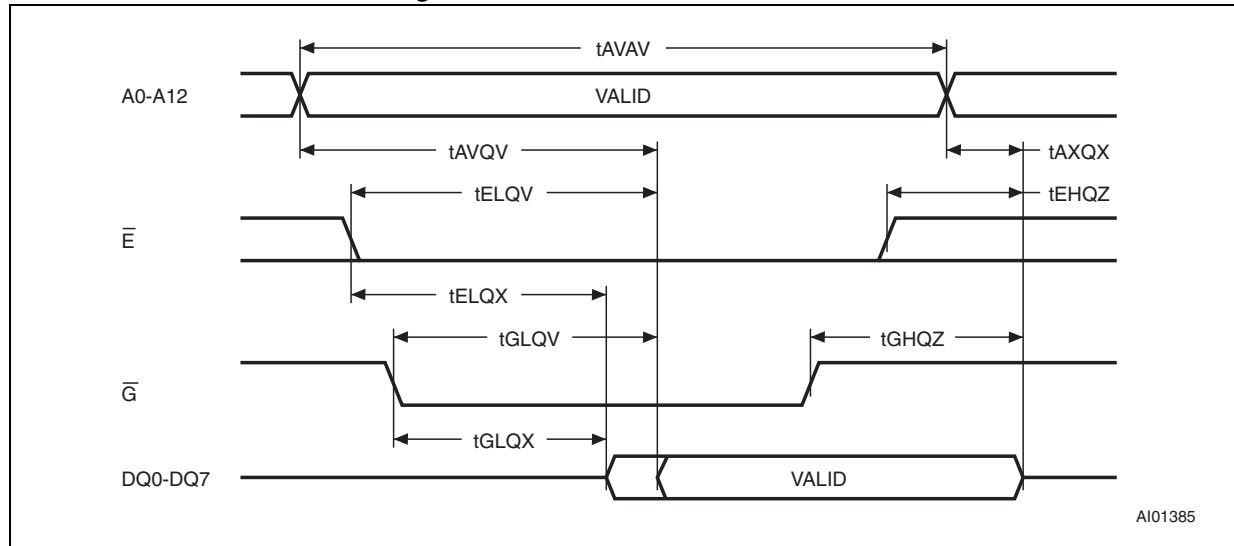 tAVAV
A0-A12
VALID
tAVQV
tAXQX
tELQV
tEHQZ
E̅
tELQX
tGLQV
tGHQZ
G̅
tGLQX
DQ0-DQ7
VALID
AI01385